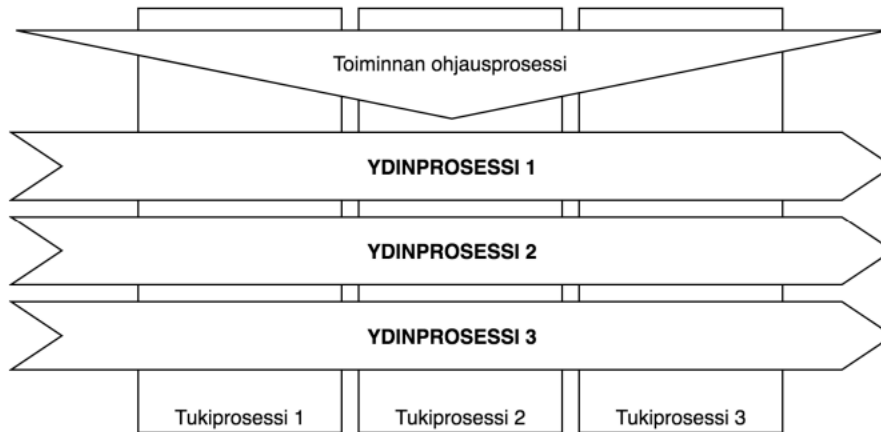 Toiminnan ohjausprosessi
YDINPROSESSI 1
YDINPROSESSI 2
YDINPROSESSI 3
Tukiprosessi 1
Tukiprosessi 2
Tukiprosessi 3